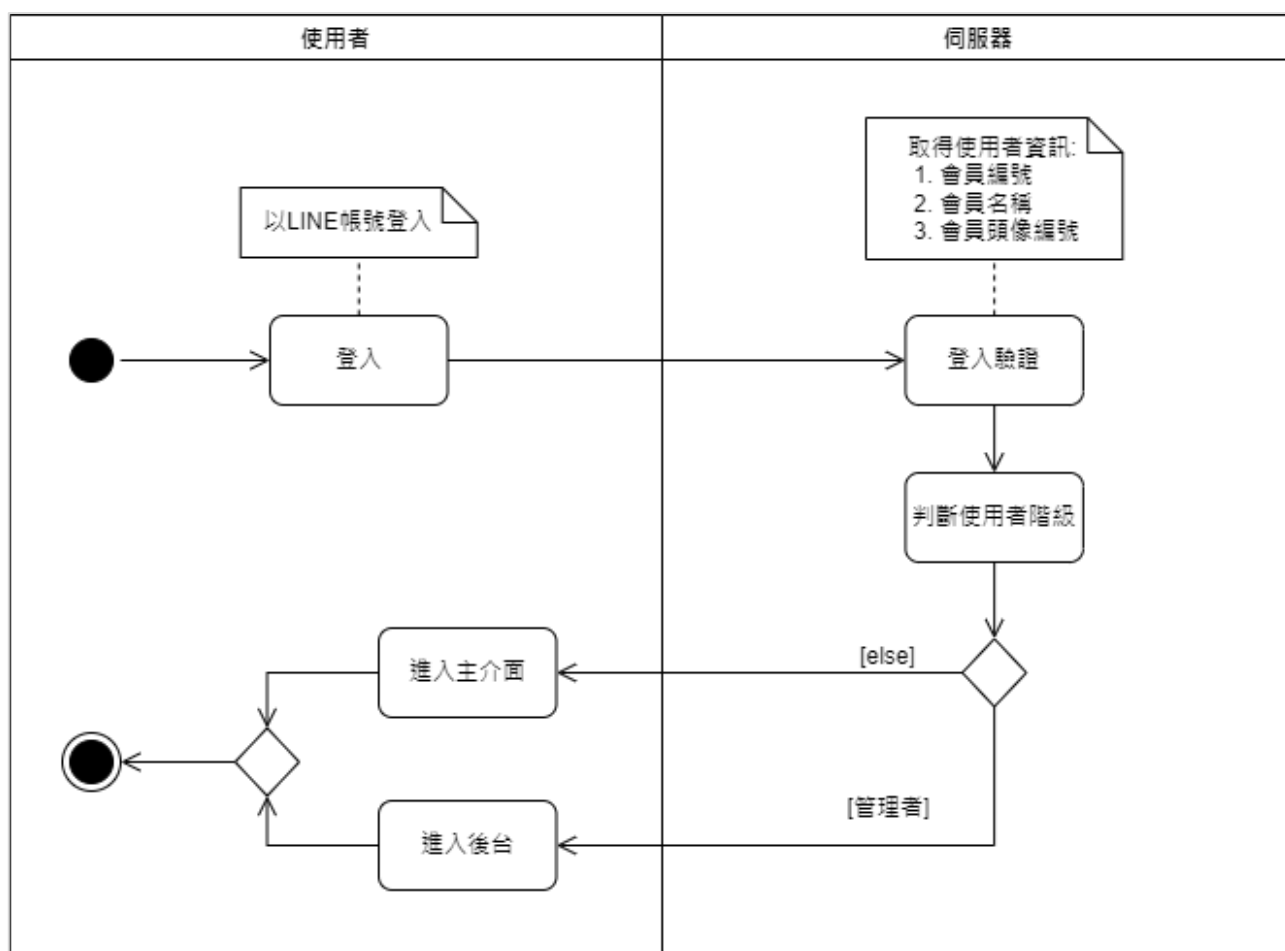 使用者
伺服器
取得使用者資訊:
1. 會員編號
2. 會員名稱
3. 會員頭像編號
以LINE帳號登入
登入
登入驗證
判斷使用者階級
進入主介面
[else]
[管理者]
進入後台